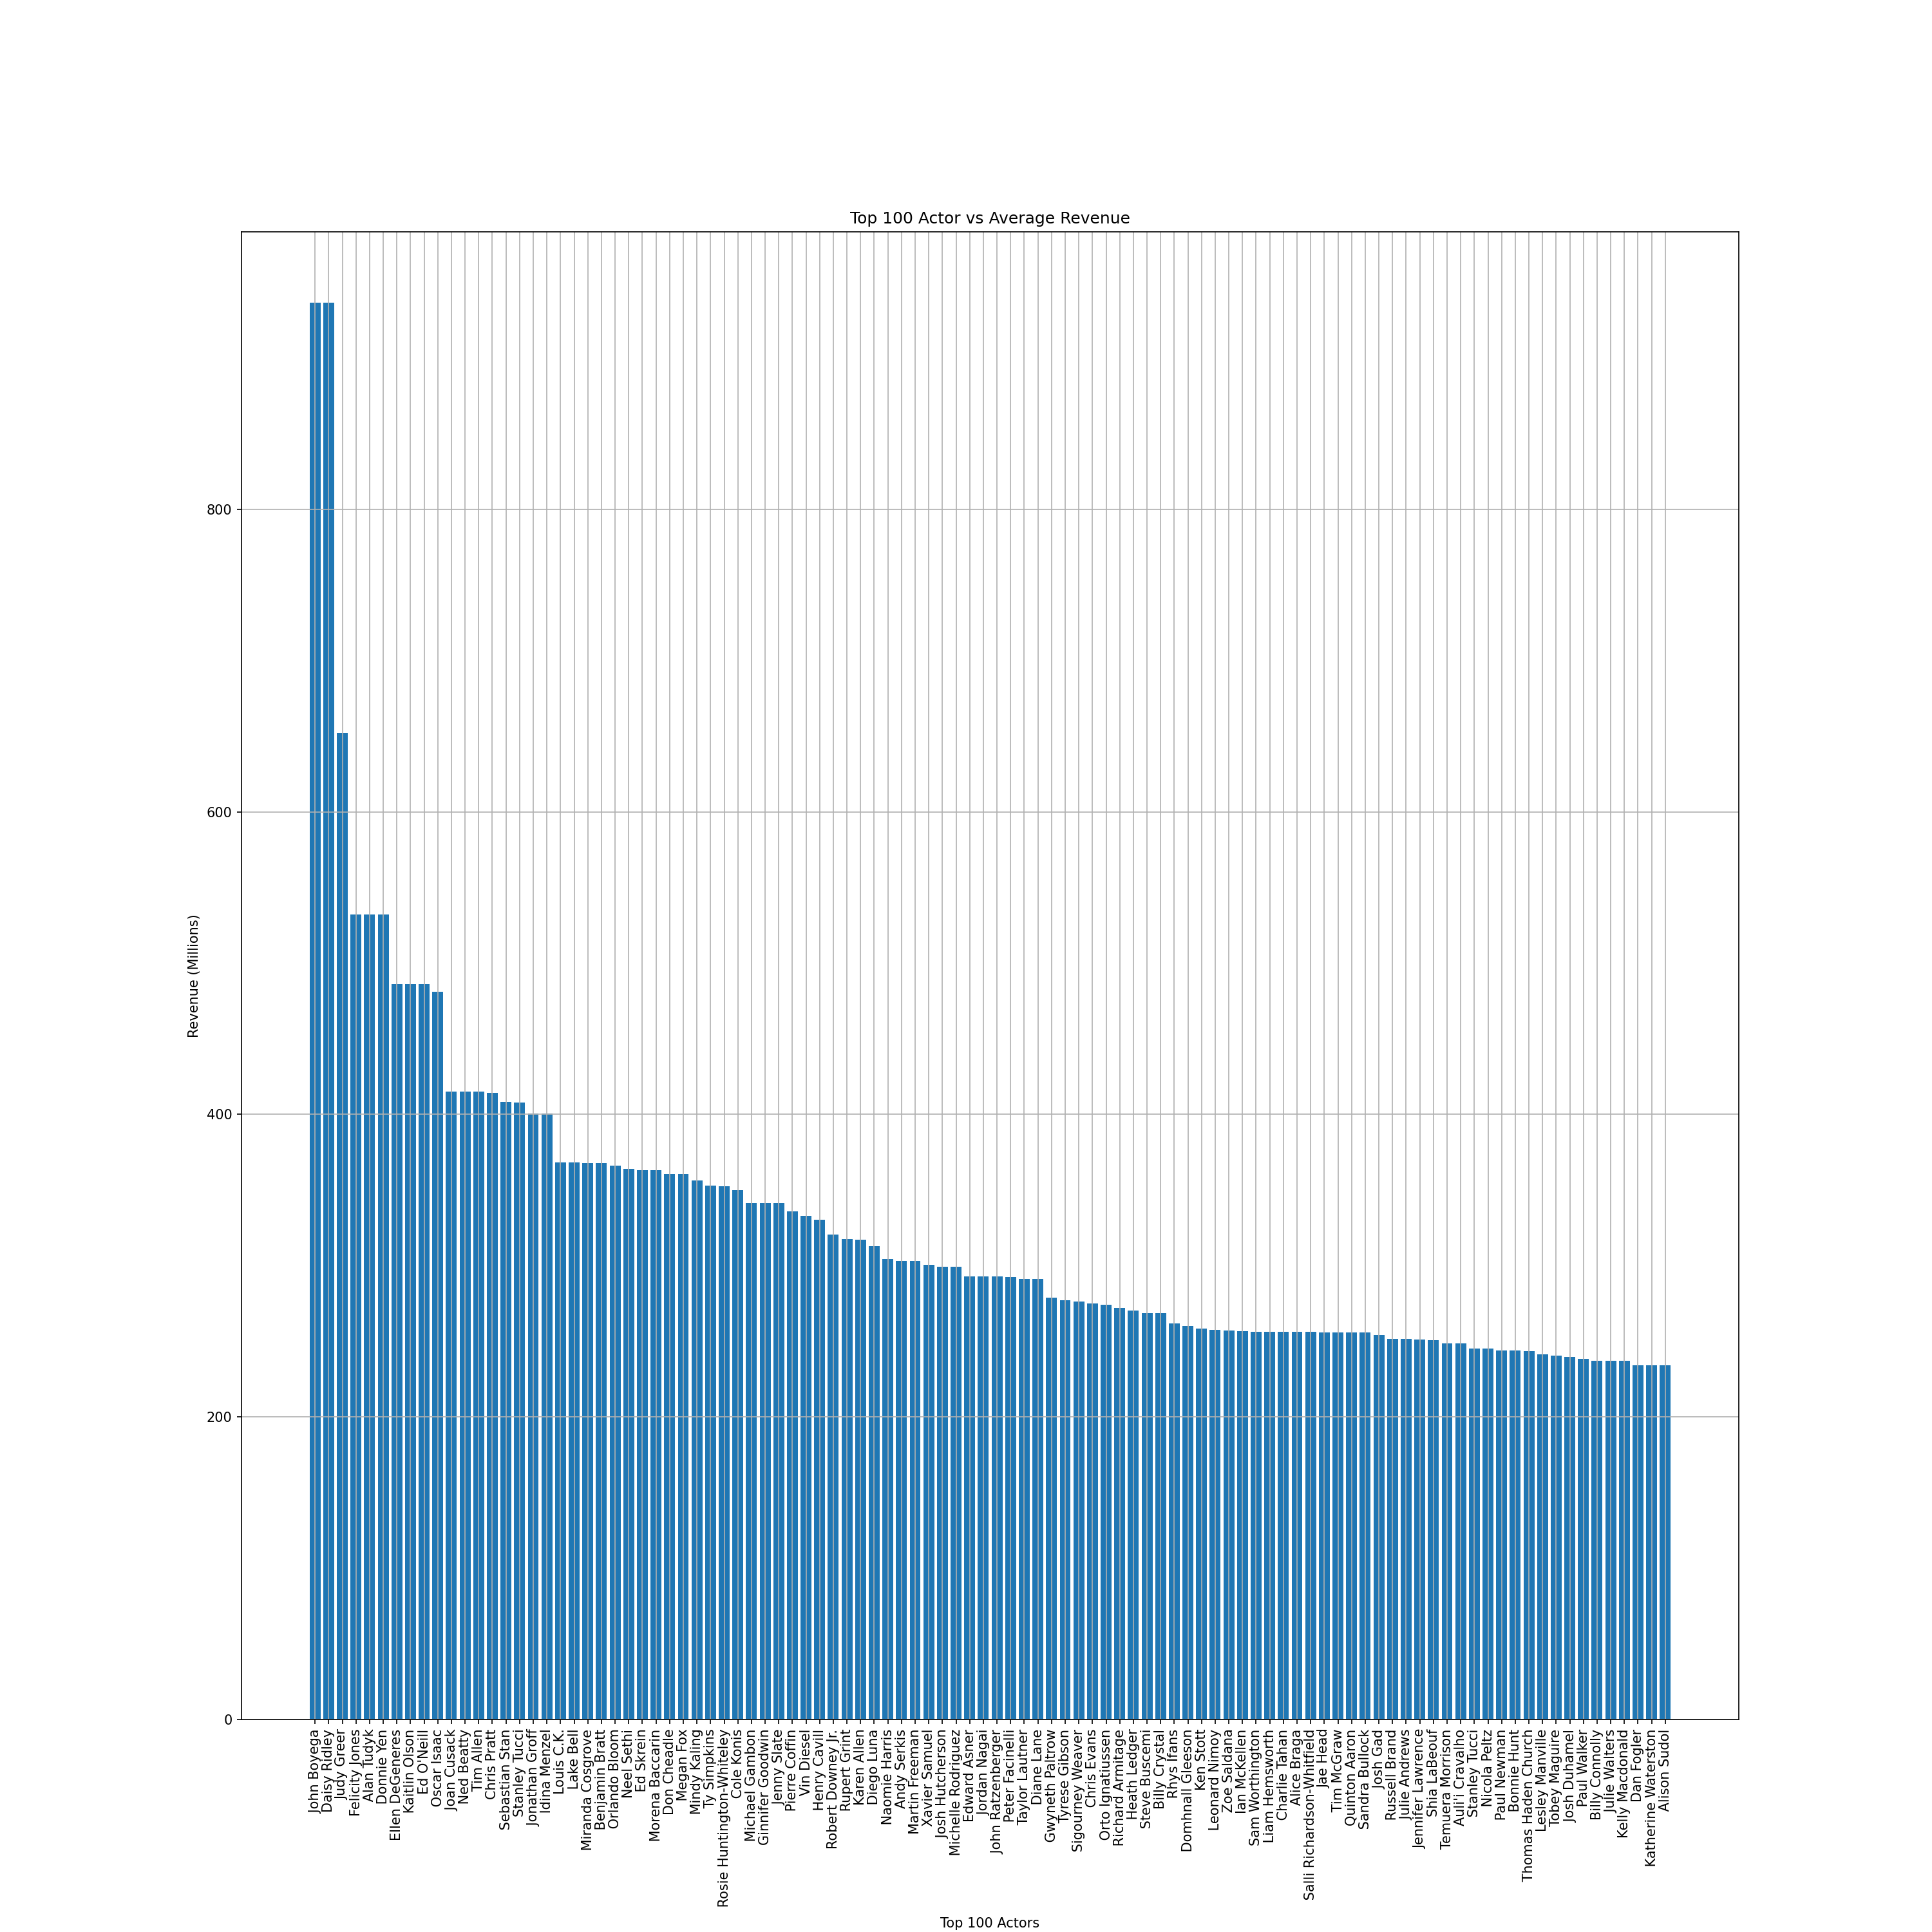 Top 100 Actor vs Average Revenue
Revenue (Millions)
800
600
400
200
0
John Boyega
Daisy Ridley
Judy Greer
Felicity Jones
Alan Tudyk
Donnie Yen
Ellen DeGeneres
Kaitlin Olson
Ed O'Neill
Oscar Isaac
Joan Cusack
Ned Beatty
Tim Allen
Chris Pratt
Sebastian Stan
Stanley Tucci
Jonathan Groff
Idina Menzel
Louis C.K.
Lake Bell
Miranda Cosgrove
Benjamin Bratt
Orlando Bloom
Neel Sethi
Ed Skrein
Morena Baccarin
Don Cheadle
Megan Fox
Mindy Kaling
Ty Simpkins
Rosie Huntington-Whiteley
Cole Konis
Michael Gambon
Ginnifer Goodwin
Jenny Slate
Pierre Coffin
Vin Diesel
Henry Cavill
Robert Downey Jr.
Rupert Grint
Karen Allen
Diego Luna
Naomie Harris
Andy Serkis
Martin Freeman
Xavier Samuel
Josh Hutcherson
Michelle Rodriguez
Edward Asner
Jordan Nagai
John Ratzenberger
Peter Facinelli
Taylor Lautner
Diane Lane
Gwyneth Paltrow
Tyrese Gibson
Sigourney Weaver
Chris Evans
Orto Ignatiussen
Richard Armitage
Heath Ledger
Steve Buscemi
Billy Crystal
Rhys Ifans
Domhnall Gleeson
Ken Stott
Leonard Nimoy
Zoe Saldana
Ian McKellen
Sam Worthington
Liam Hemsworth
Charlie Tahan
Alice Braga
Salli Richardson-Whitfield
Jae Head
Tim McGraw
Quinton Aaron
Sandra Bullock
Josh Gad
Russell Brand
Julie Andrews
Jennifer Lawrence
Shia LaBeouf
Temuera Morrison
Auli'i Cravalho
Stanley Tucci
Nicola Peltz
Paul Newman
Bonnie Hunt
Thomas Haden Church
Lesley Manville
Tobey Maguire
Josh Duhamel
Paul Walker
Billy Connolly
Julie Walters
Kelly Macdonald
Dan Fogler
Katherine Waterston
Alison Sudol
Top 100 Actors